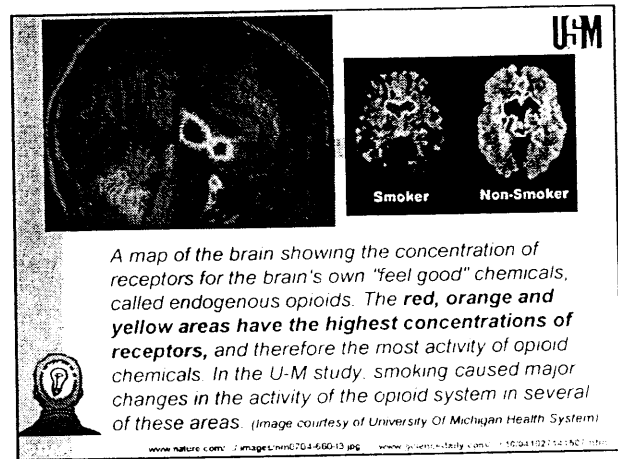 USM
Smoker Non-Smoker
A map of the brain showing the concentration of
receptors for the brain's own "feel good" chemicals,
called endogenous opioids. The red, orange and
yellow areas have the highest concentrations of
receptors, and therefore the most activity of opioid
chemicals. In the U-M study, smoking caused major
changes in the activity of the opioid system in several
of these areas. (Image courtesy of University Of Michigan Health System)